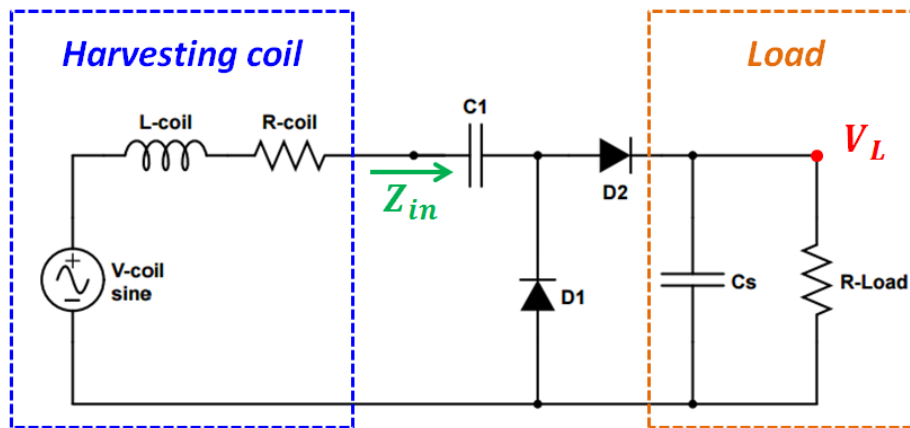 Harvesting coil
Load
L-coil
R-coil
C1
V_L
Z_in
D2
+
V-coil
sine
−
D1
Cs
R-Load